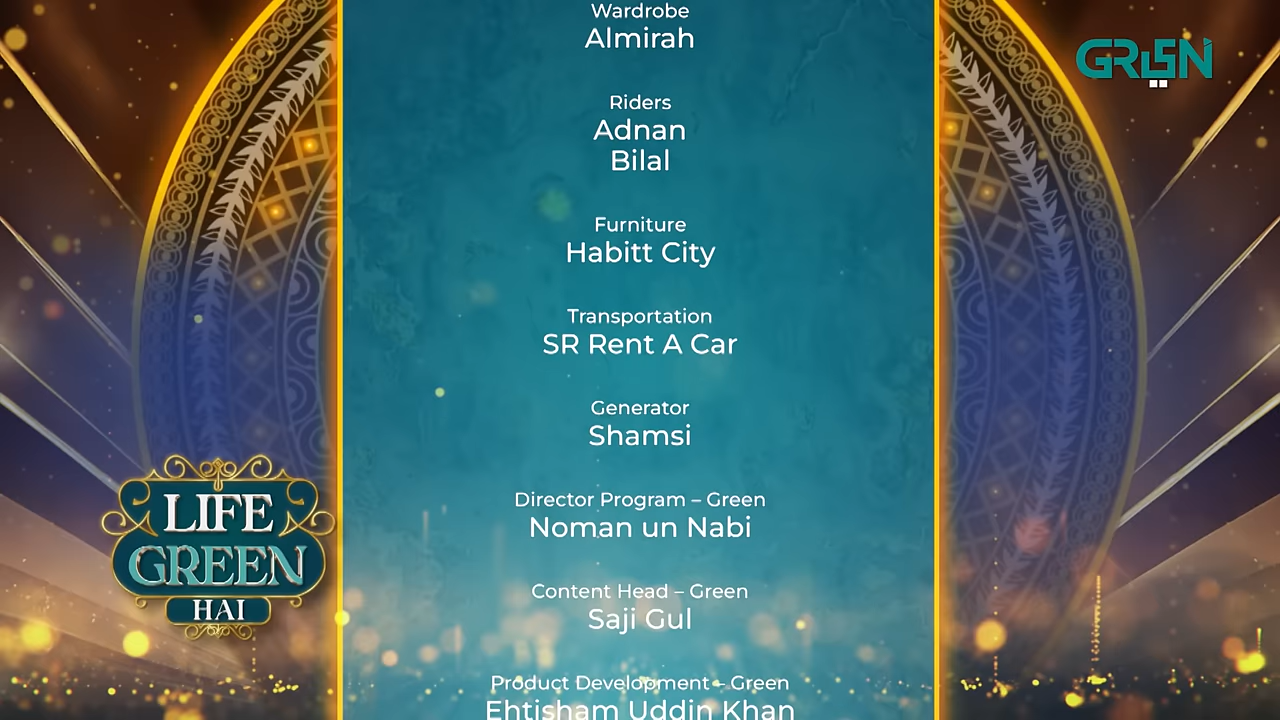 Wardrobe
Almirah
GREEN
Riders
Adnan
Bilal
Furniture
Habitt City
Transportation
SR Rent A Car
Generator
Shamsi
Director Program – Green
Noman un Nabi
LIFE
GREEN
HAI
Content Head – Green
Saji Gul
Product Development – Green
Ehtisham Uddin Khan